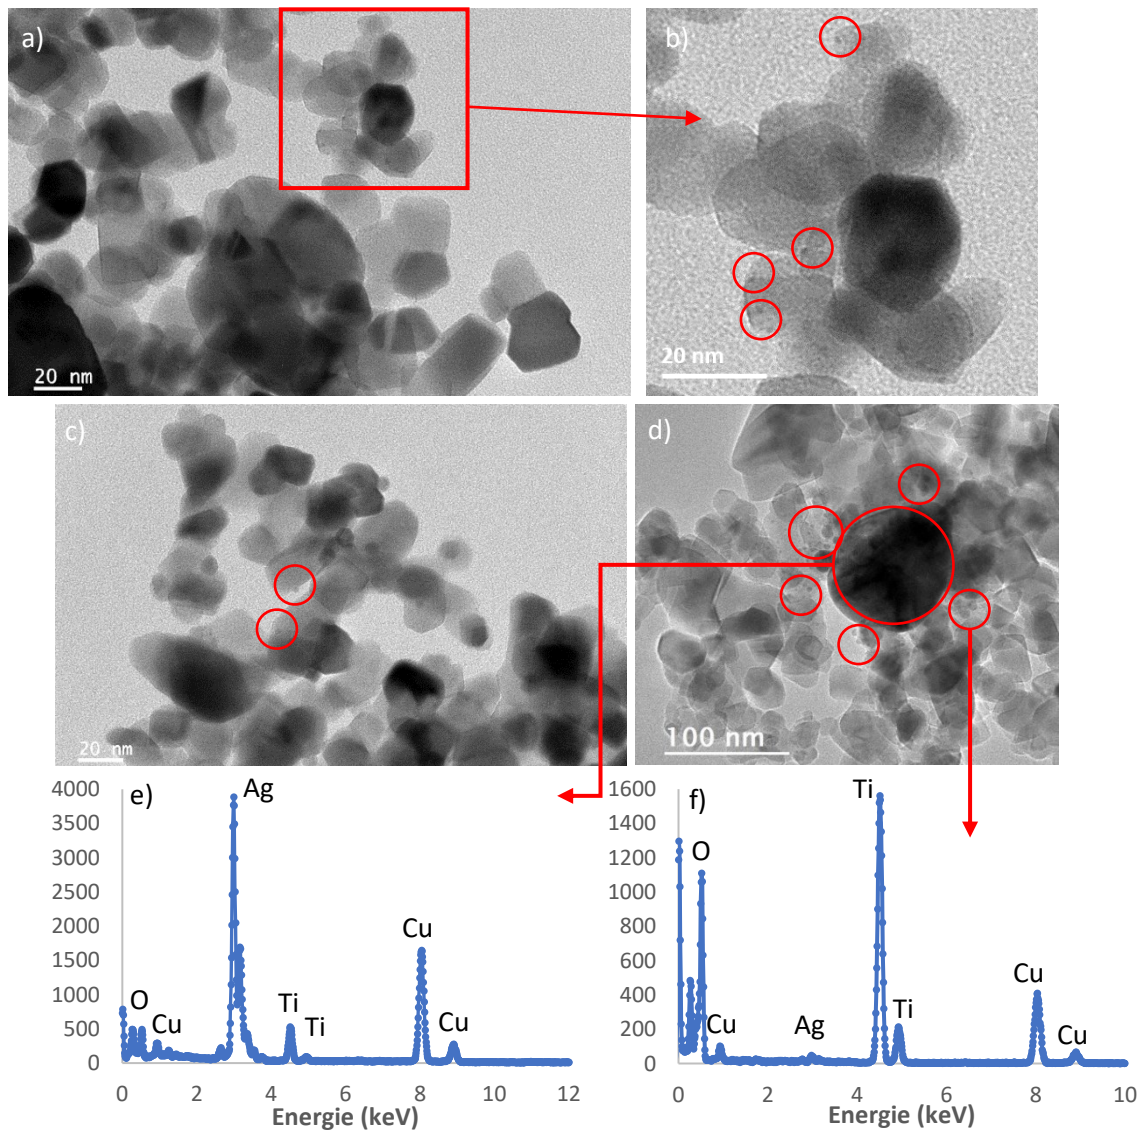 a)
20 nm
b)
20 nm
c)
20 nm
d)
100 nm
e)
4000
3500
3000
2500
2000
1500
1000
500
0
Ag
O
Cu
Ti
Ti
Cu
Cu
0 2 4 6 8 10 12
Energie (keV)
f)
1600
1400
1200
1000
800
600
400
200
0
Ti
O
Cu
Ag
Ti
Cu
Cu
0 2 4 6 8 10
Energie (keV)